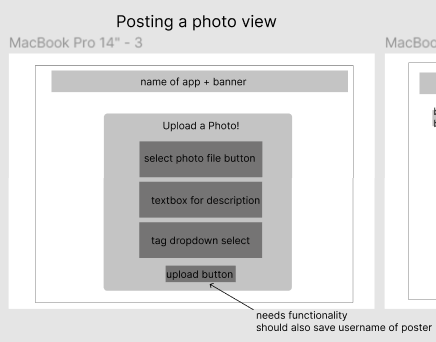 Posting a photo view
MacBook Pro 14" - 3
name of app + banner
Upload a Photo!
select photo file button
textbox for description
tag dropdown select
upload button
needs functionality
should also save username of poster